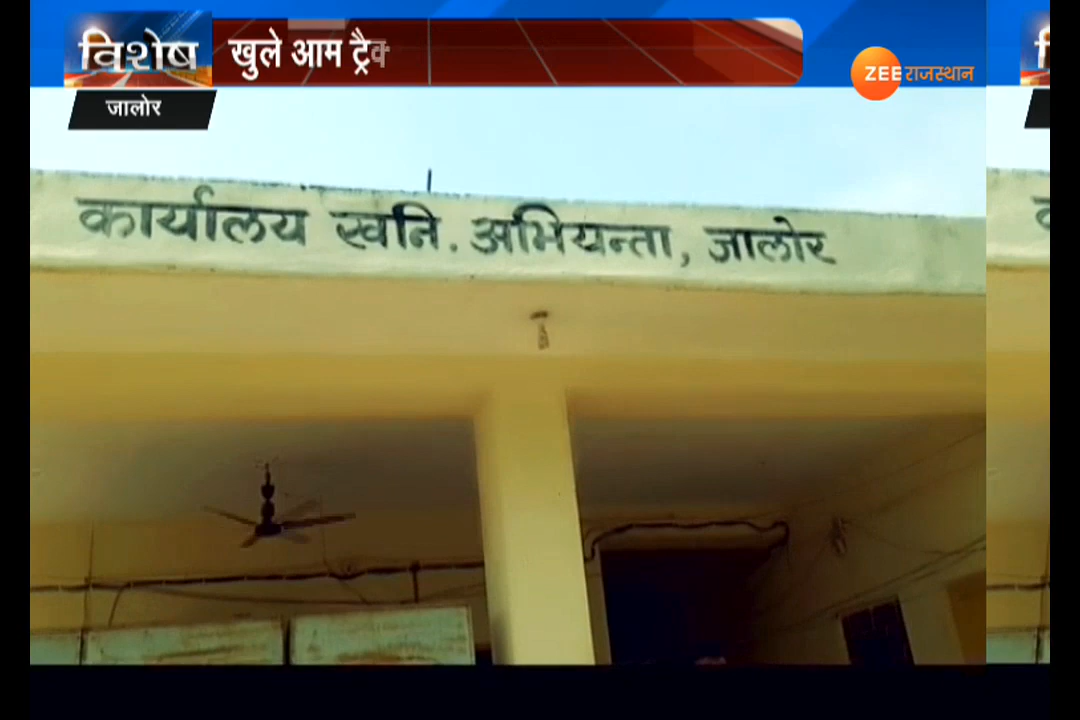 विशेष
खुले आम ट्रैक
ZEE राजस्थान
जालोर
कार्यालय खनि. अभियन्ता, जालोर